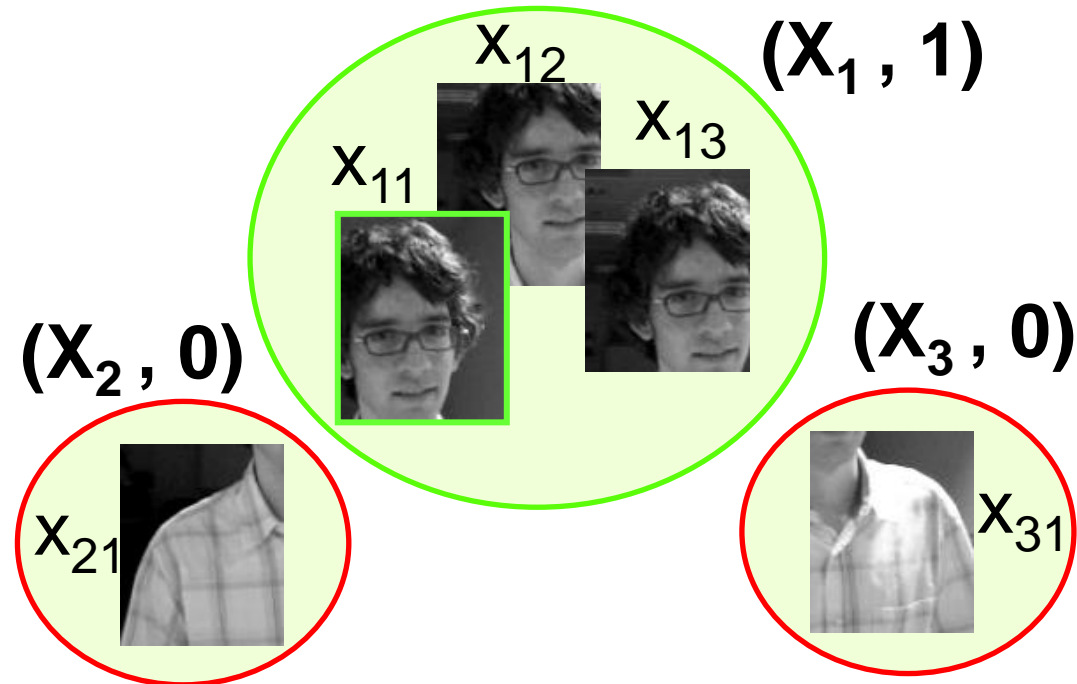 x₁₂
(X₁ , 1)
x₁₃
x₁₁
(X₂ , 0)
(X₃ , 0)
x₂₁
x₃₁